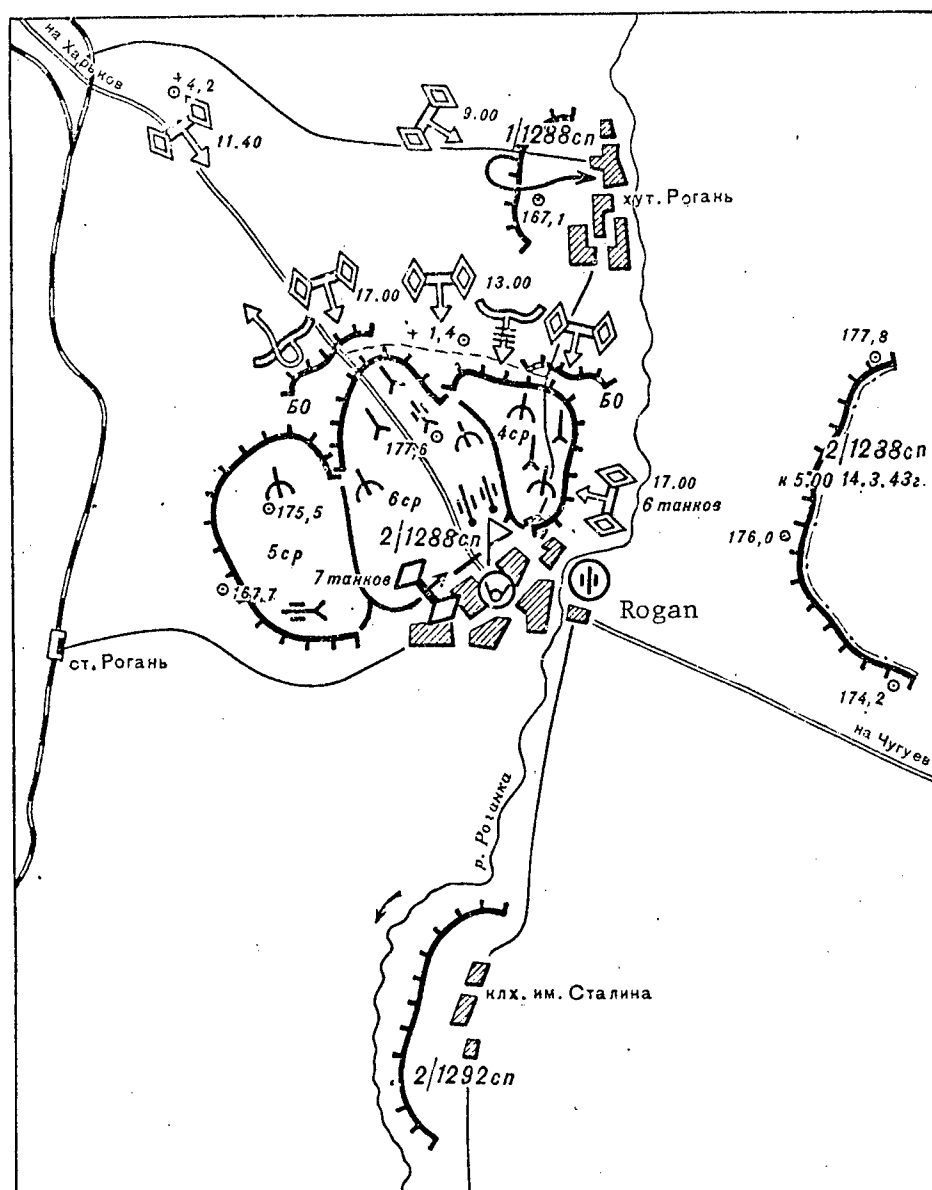 на Харьков
+ 4,2
11.40
9.00
1/1288сп
167,1
хут. Рогань
17.00
13.00
+ 1,4
БО
БО
177,8
2/1288сп
к 5.00 14.3.43г.
176,0
174,2
177,6
4ср
6ср
175,5
5ср
2/1288сп
17.00
6 танков
167,7
7 танков
Rogan
ст. Рогань
на Чугуев
р. Роганка
клх. им. Сталина
2/1292сп